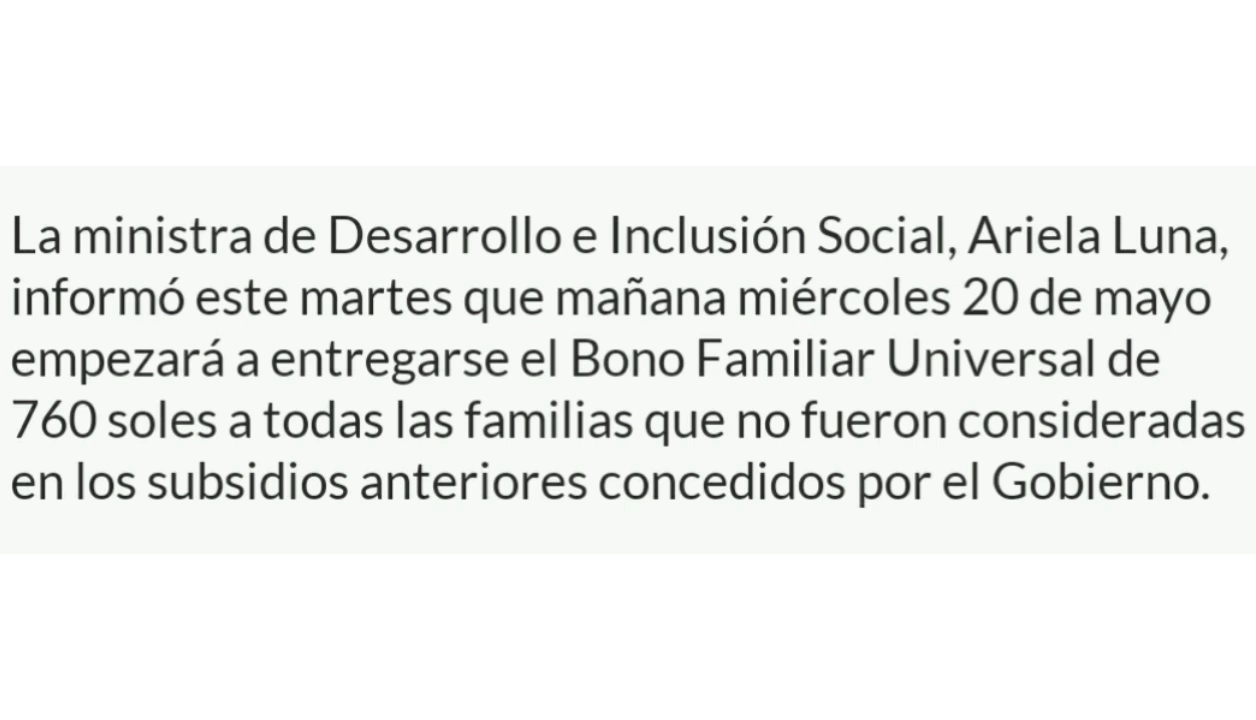 La ministra de Desarrollo e Inclusión Social, Ariela Luna,
informó este martes que mañana miércoles 20 de mayo
empezará a entregarse el Bono Familiar Universal de
760 soles a todas las familias que no fueron consideradas
en los subsidios anteriores concedidos por el Gobierno.